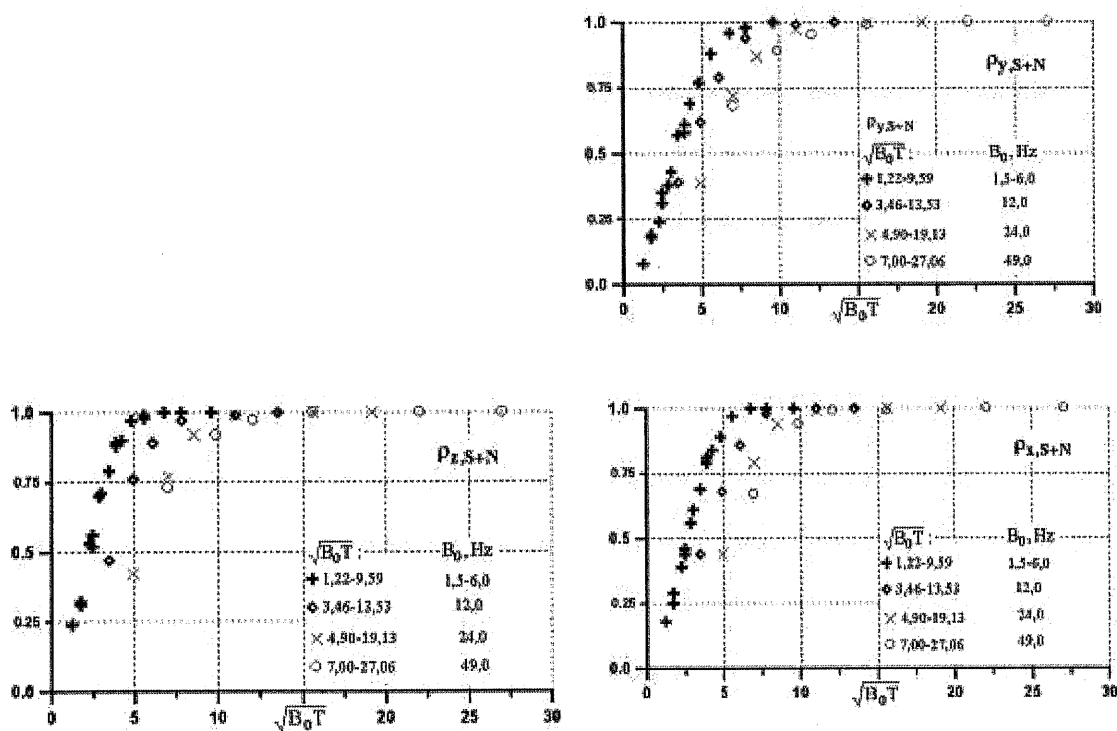 1.0
0.75
0.5
0.25
0.0
ρy,S+N
ρy,S+N
√B₀T : B₀, Hz
1,22-9,59 1,5-6,0
3,46-13,53 12,0
4,90-19,13 24,0
7,00-27,06 49,0
0 5 10 15 20 25 30
√B₀T
1.0
0.75
0.5
0.25
0.0
ρz,S+N
√B₀T : B₀, Hz
1,22-9,59 1,5-6,0
3,46-13,53 12,0
4,90-19,13 24,0
7,00-27,06 49,0
0 5 10 15 20 25 30
√B₀T
1.0
0.75
0.5
0.25
0.0
ρx,S+N
√B₀T : B₀, Hz
1,22-9,59 1,5-6,0
3,46-13,53 12,0
4,90-19,13 24,0
7,00-27,06 49,0
0 5 10 15 20 25 30
√B₀T